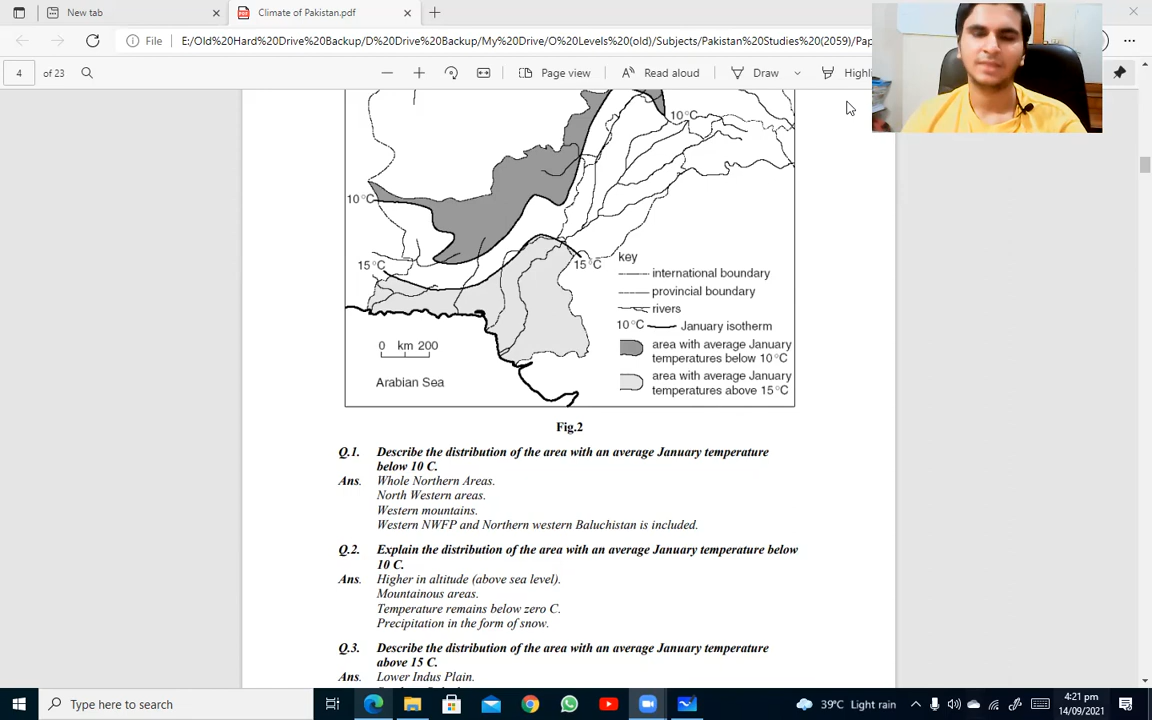 New tab
Climate of Pakistan.pdf
File
E:/Old%20Hard%20Drive%20Backup/D%20Drive%20Backup/My%20Drive/O%20Levels%20(old)/Subjects/Pakistan%20Studies%20(2059)/Pap
4
of 23
Page view
Read aloud
Draw
Highli
10°C
10°C
15°C
15°C
key
international boundary
provincial boundary
rivers
10°C January isotherm
area with average January
temperatures below 10°C
area with average January
temperatures above 15°C
0 km 200
Arabian Sea
Fig.2
Q.1. Describe the distribution of the area with an average January temperature
below 10 C.
Ans. Whole Northern Areas.
North Western areas.
Western mountains.
Western NWFP and Northern western Baluchistan is included.
Q.2. Explain the distribution of the area with an average January temperature below
10 C.
Ans. Higher in altitude (above sea level).
Mountainous areas.
Temperature remains below zero C.
Precipitation in the form of snow.
Q.3. Describe the distribution of the area with an average January temperature
above 15 C.
Ans. Lower Indus Plain.
Type here to search
39°C Light rain
4:21 pm
14/09/2021